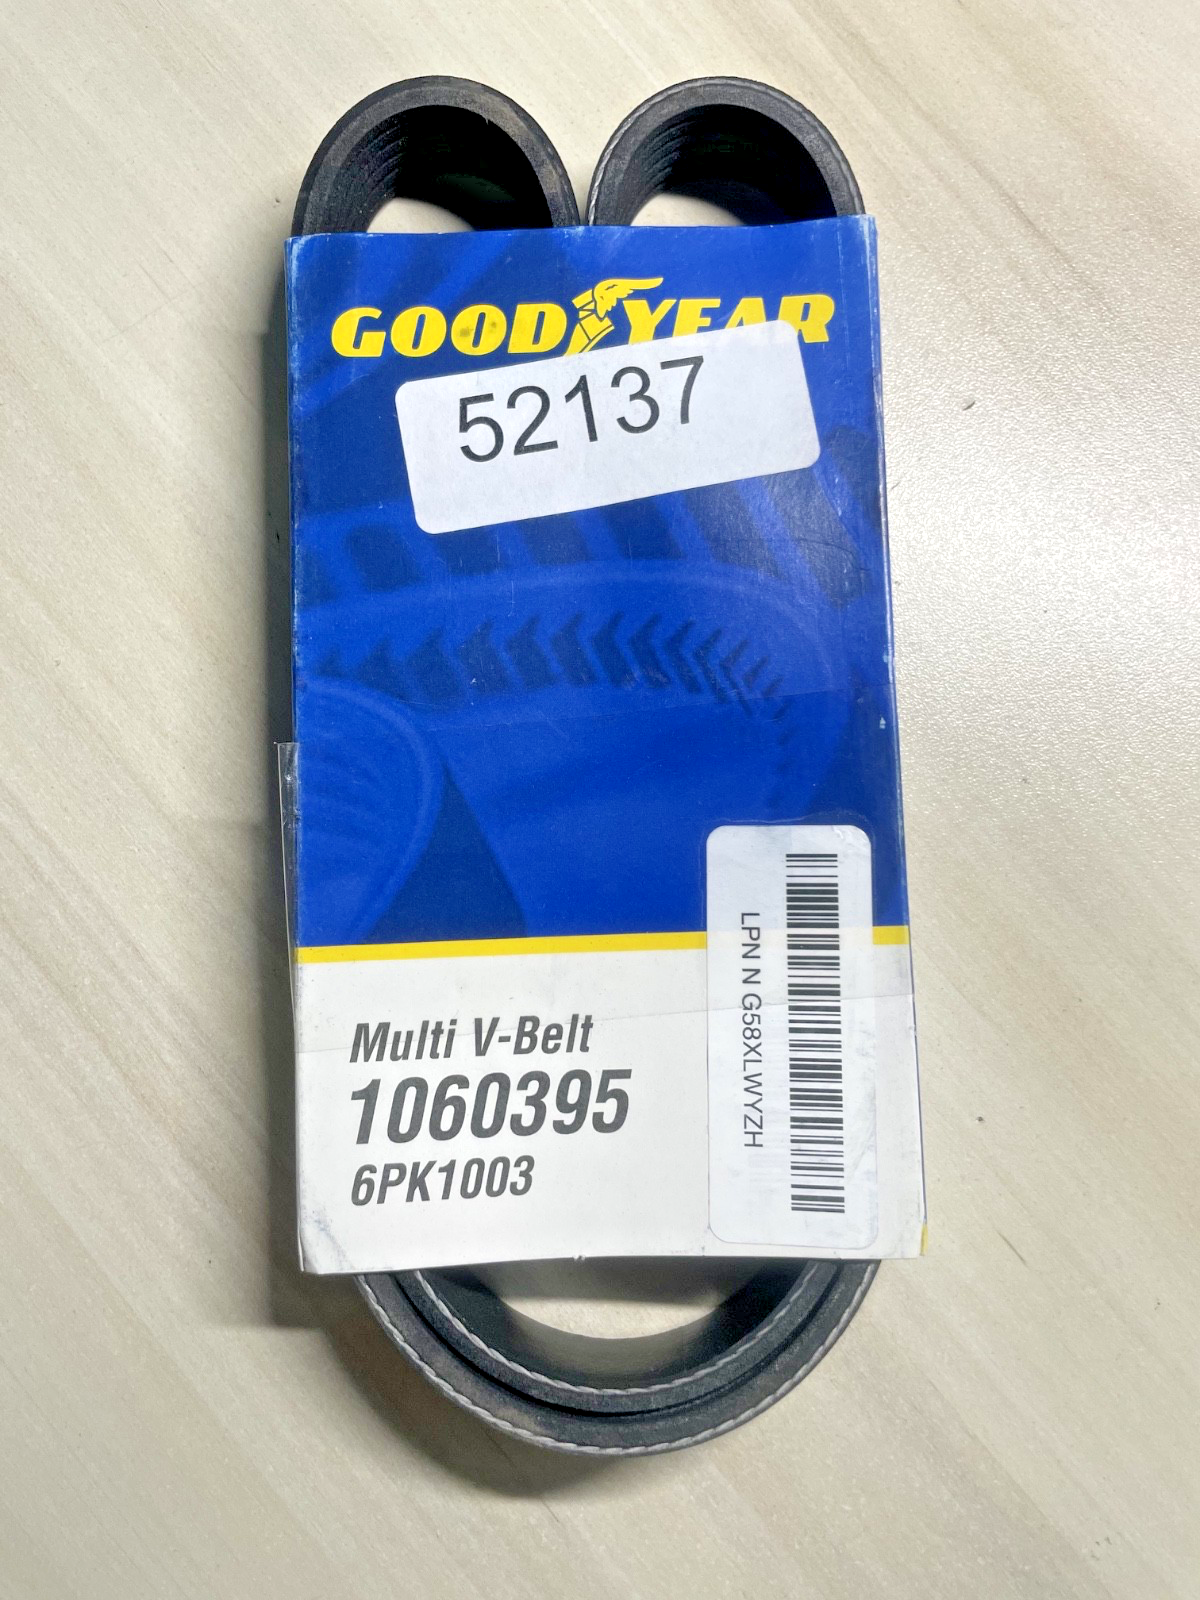 GOODYEAR
52137
LPN N G58XLWYZH
Multi V-Belt
1060395
6PK1003